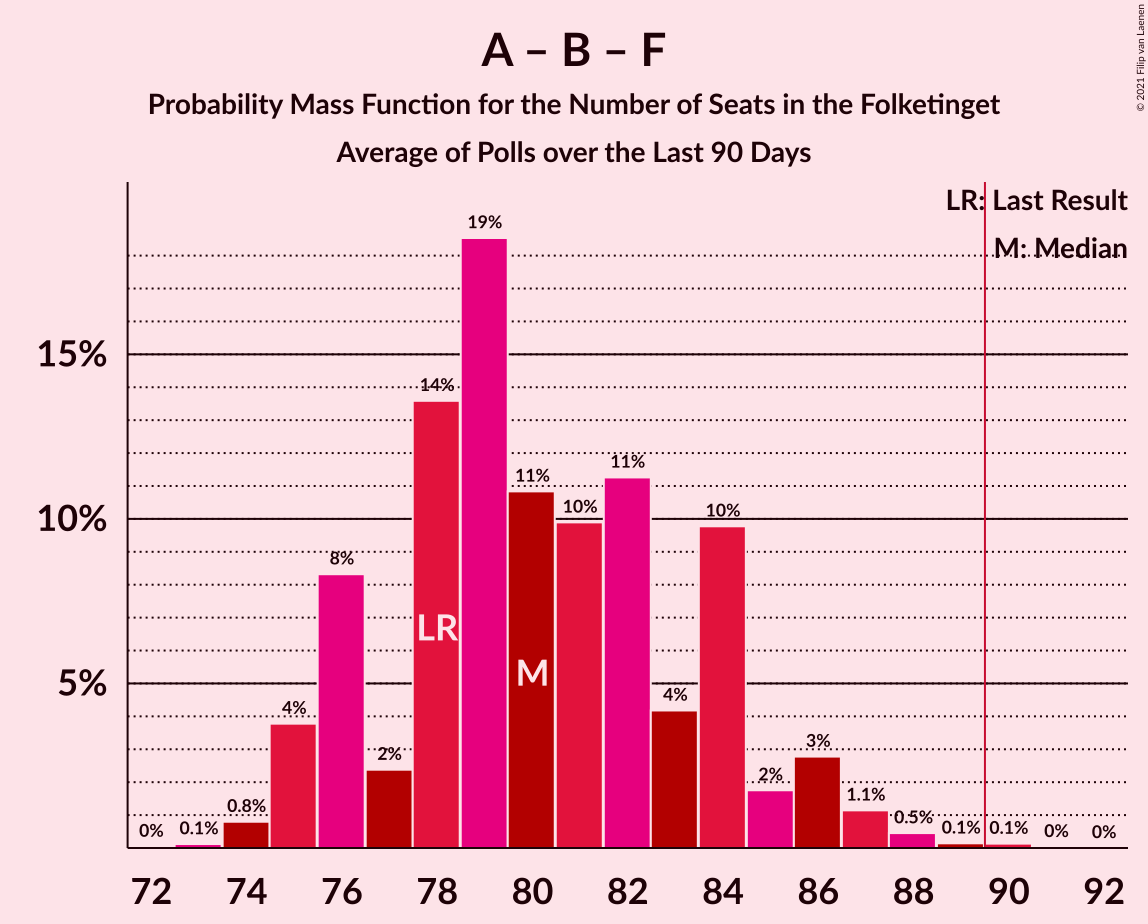 A – B – F
Probability Mass Function for the Number of Seats in the Folketinget
Average of Polls over the Last 90 Days
© 2021 Filip van Laenen
LR: Last Result
M: Median
19%
15%
14%
11%
11%
10%
10%
10%
8%
LR
M
5%
4%
4%
3%
2%
2%
1.1%
0.8%
0.5%
0%
0.1%
0.1%
0.1%
0%
0%
72 74 76 78 80 82 84 86 88 90 92